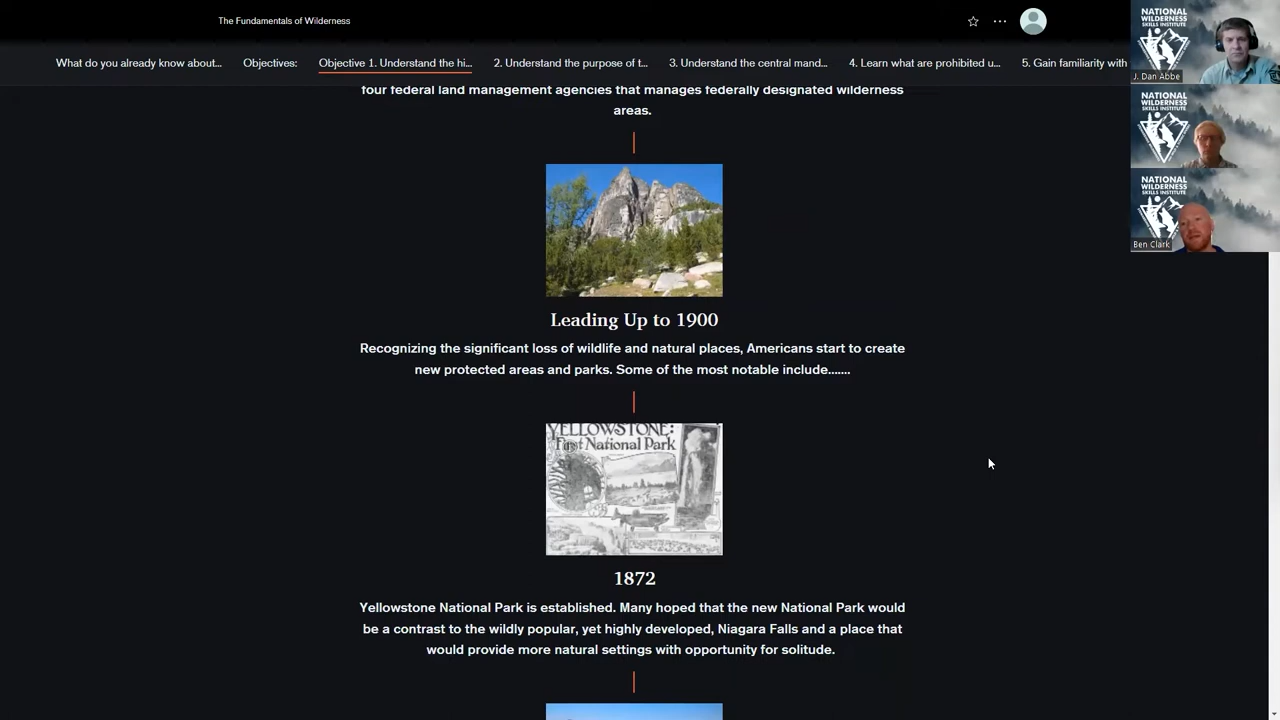 The Fundamentals of Wilderness
What do you already know about...
Objectives:
Objective 1. Understand the hi...
2. Understand the purpose of t...
3. Understand the central mand...
4. Learn what are prohibited u...
5. Gain familiarity with
NATIONAL
WILDERNESS
SKILLS INSTITUTE
J. Dan Abbe
NATIONAL
WILDERNESS
SKILLS INSTITUTE
NATIONAL
WILDERNESS
SKILLS INSTITUTE
Ben Clark
four federal land management agencies that manages federally designated wilderness
areas.
Leading Up to 1900
Recognizing the significant loss of wildlife and natural places, Americans start to create
new protected areas and parks. Some of the most notable include.......
YELLOWSTONE:
First National Park
1872
Yellowstone National Park is established. Many hoped that the new National Park would
be a contrast to the wildly popular, yet highly developed, Niagara Falls and a place that
would provide more natural settings with opportunity for solitude.